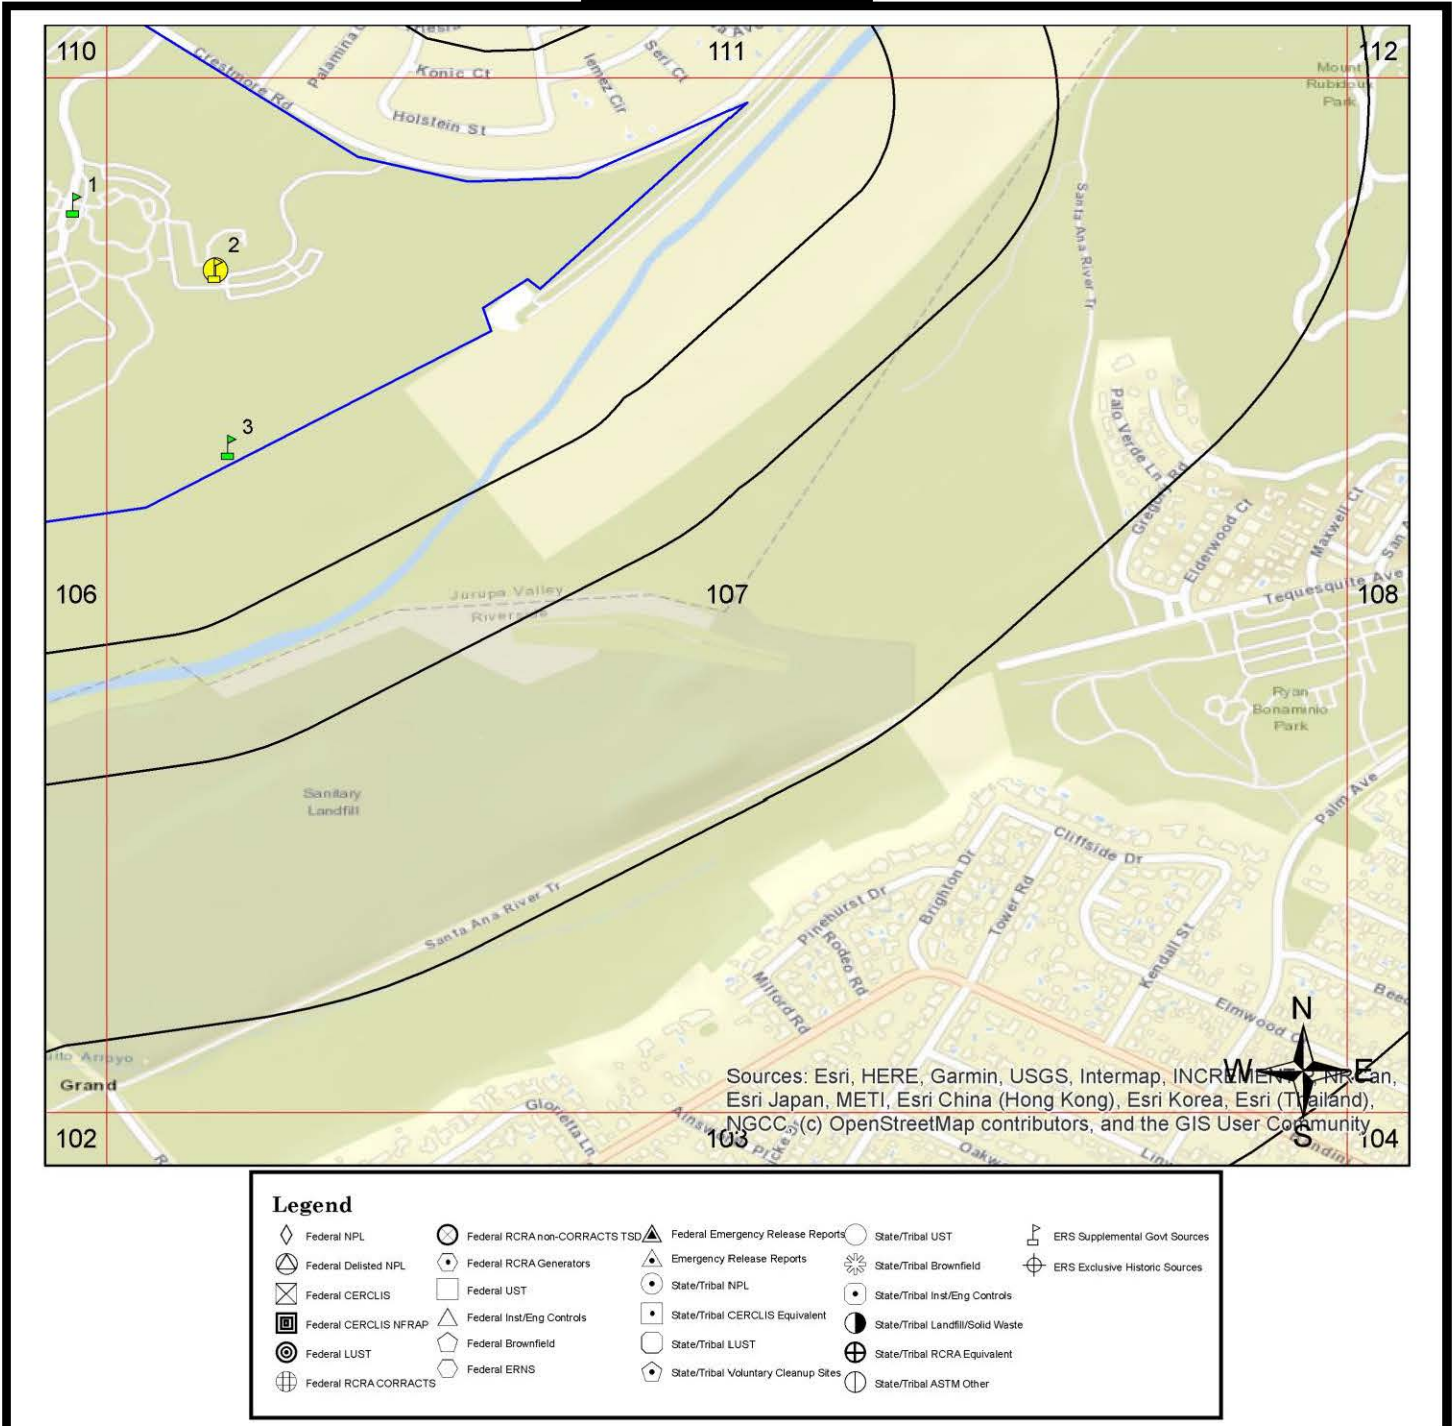 110
111
112
Palamina
Konic Ct
Seri Ct
Crestmore Rd
Holstein St
Mount
Rubidoux
Park
1
2
3
Santa Ana River Tr
Palo Verde Ln
Gregory Rd
Elderwood Ct
Maxwell Ct
Tequesquite Ave
106
107
108
Jurupa Valley
Riverside
Ryan
Bonaminio
Park
Sanitary
Landfill
Palm Ave
Cliffside Dr
Brighton Dr
Tower Rd
Pinehurst Dr
Rodeo Rd
Milford Rd
Kendall St
Elmwood
Santa Ana River Tr
Arroyo
Grand
N
W
E
S
Sources: Esri, HERE, Garmin, USGS, Intermap,
Esri Japan, METI, Esri China (Hong Kong), Esri Korea, Esri (Thailand),
NGCC, (c) OpenStreetMap contributors, and the GIS User Community
Glorietta Ln
102
103
104
Legend
Federal NPL
Federal Delisted NPL
Federal CERCLIS
Federal CERCLIS NFRAP
Federal LUST
Federal RCRA CORRACTS
Federal RCRA non-CORRACTS TSD
Federal RCRA Generators
Federal UST
Federal Inst/Eng Controls
Federal Brownfield
Federal ERNS
Federal Emergency Release Reports
Emergency Release Reports
State/Tribal NPL
State/Tribal CERCLIS Equivalent
State/Tribal LUST
State/Tribal Voluntary Cleanup Sites
State/Tribal UST
State/Tribal Brownfield
State/Tribal Inst/Eng Controls
State/Tribal Landfill/Solid Waste
State/Tribal RCRA Equivalent
State/Tribal ASTM Other
ERS Supplemental Govt Sources
ERS Exclusive Historic Sources